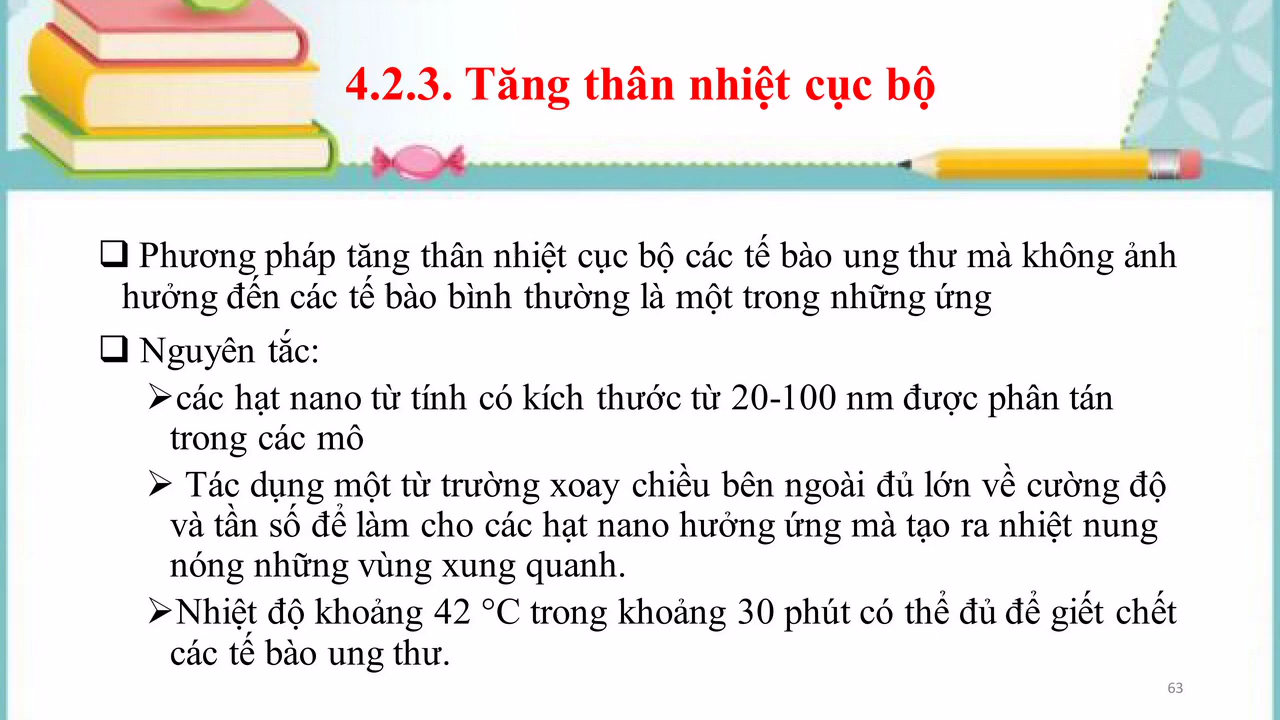 4.2.3. Tăng thân nhiệt cục bộ
❑ Phương pháp tăng thân nhiệt cục bộ các tế bào ung thư mà không ảnh
hưởng đến các tế bào bình thường là một trong những ứng
❑ Nguyên tắc:
➢các hạt nano từ tính có kích thước từ 20-100 nm được phân tán
trong các mô
➢ Tác dụng một từ trường xoay chiều bên ngoài đủ lớn về cường độ
và tần số để làm cho các hạt nano hưởng ứng mà tạo ra nhiệt nung
nóng những vùng xung quanh.
➢Nhiệt độ khoảng 42 °C trong khoảng 30 phút có thể đủ để giết chết
các tế bào ung thư.
63